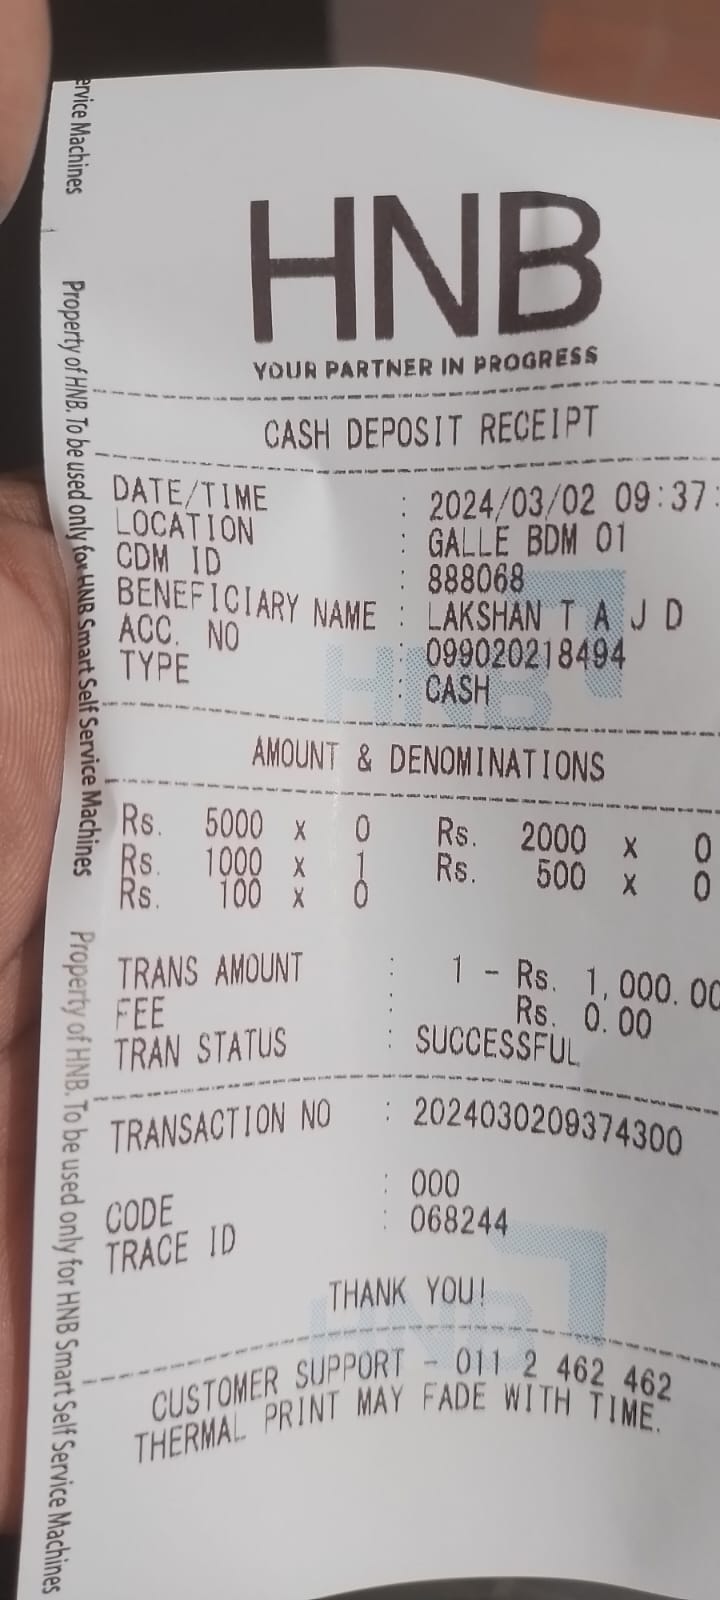 HNB
YOUR PARTNER IN PROGRESS
CASH DEPOSIT RECEIPT
DATE/TIME : 2024/03/02 09:37:
LOCATION : GALLE BDM 01
CDM ID : 888068
BENEFICIARY NAME : LAKSHAN T A J D
ACC. NO : 099020218494
TYPE : CASH
AMOUNT & DENOMINATIONS
Rs. 5000 x 0 Rs. 2000 x 0
Rs. 1000 x 1 Rs. 500 x 0
Rs. 100 x 0
TRANS AMOUNT : 1 - Rs. 1,000.00
FEE : Rs. 0.00
TRAN STATUS : SUCCESSFUL
TRANSACTION NO : 2024030209374300
CODE : 000
TRACE ID : 068244
THANK YOU!
CUSTOMER SUPPORT - 011 2 462 462
THERMAL PRINT MAY FADE WITH TIME.
ervice Machines
Property of HNB. To be used only for HNB Smart Self Service Machines
Property of HNB. To be used only for HNB Smart Self Service Machines
HNB
HNB